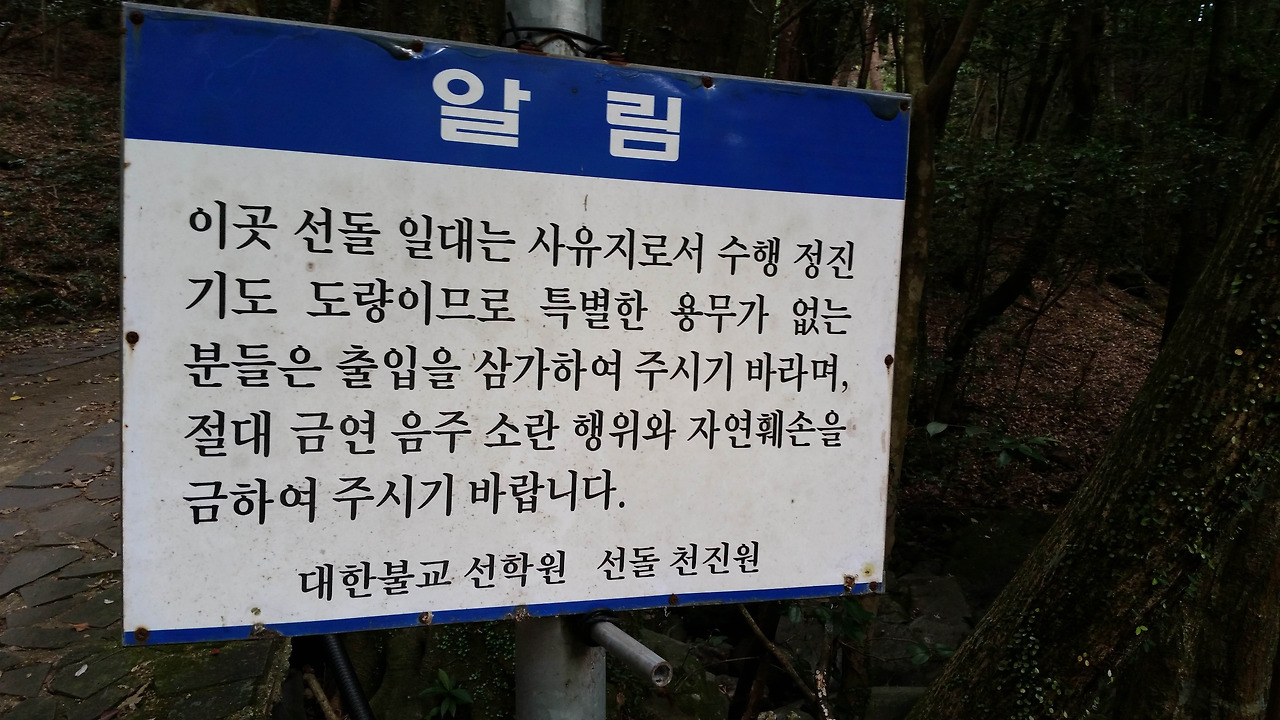 알 림
이곳 선돌 일대는 사유지로서 수행 정진
기도 도량이므로 특별한 용무가 없는
분들은 출입을 삼가하여 주시기 바라며,
절대 금연 음주 소란 행위와 자연훼손을
금하여 주시기 바랍니다.
대한불교 선학원 선돌 천진원